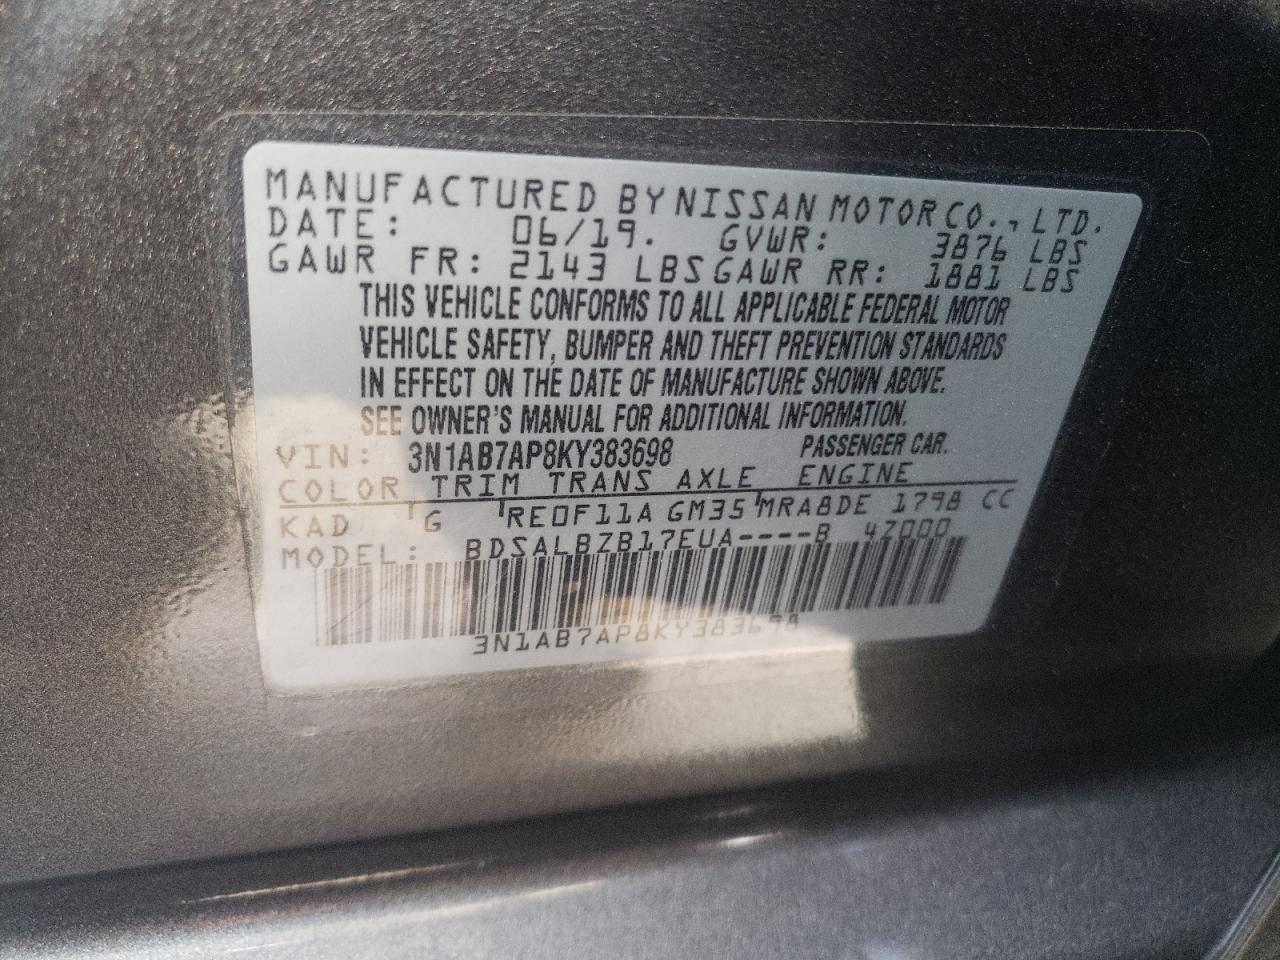 MANUFACTURED BY NISSAN MOTOR CO., LTD.
DATE: 06/19. GVWR: 3876 LBS
GAWR FR: 2143 LBS GAWR RR: 1881 LBS
THIS VEHICLE CONFORMS TO ALL APPLICABLE FEDERAL MOTOR
VEHICLE SAFETY, BUMPER AND THEFT PREVENTION STANDARDS
IN EFFECT ON THE DATE OF MANUFACTURE SHOWN ABOVE.
SEE OWNER'S MANUAL FOR ADDITIONAL INFORMATION.
VIN: 3N1AB7AP8KY383698 PASSENGER CAR.
COLOR TRIM TRANS AXLE ENGINE
KAD G RE0F11A GM35 MRA8DE 1798 CC
MODEL: BDSALBZB17EUA----B 4Z000
3N1AB7AP8KY383698